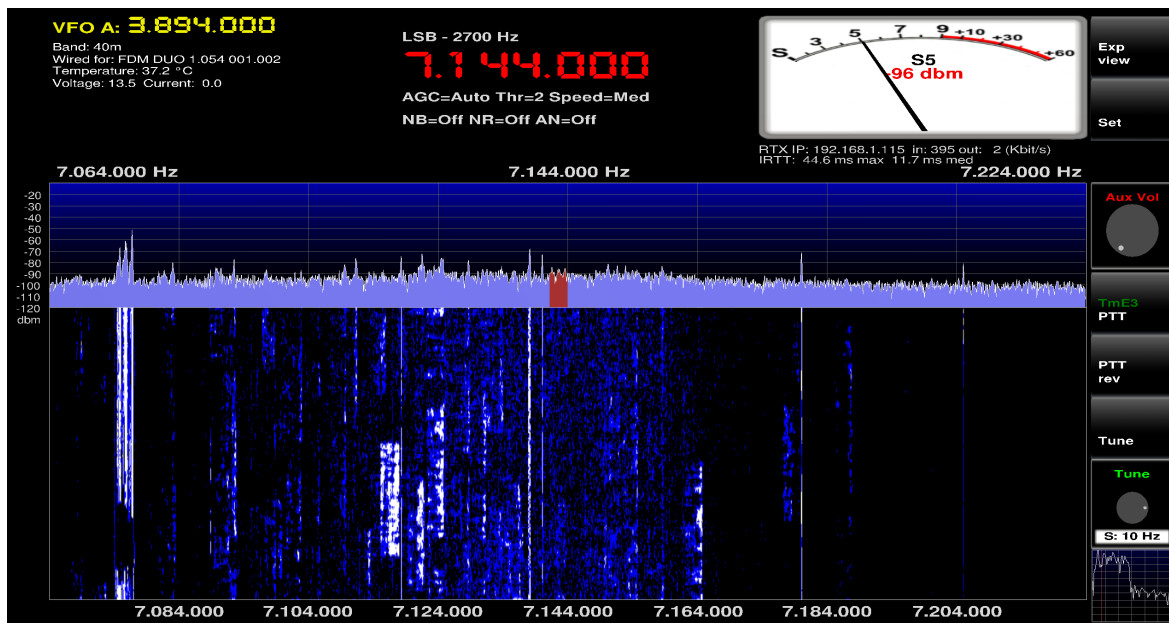 VFO A: 3.894.000
Band: 40m
Wired for: FDM DUO 1.054 001.002
Temperature: 37.2 °C
Voltage: 13.5 Current: 0.0
LSB - 2700 Hz
7.144.000
AGC=Auto Thr=2 Speed=Med
NB=Off NR=Off AN=Off
S 3 5 7 9 +10 +30 +60
S5
-96 dbm
RTX IP: 192.168.1.115 in: 395 out: 2 (Kbit/s)
IRTT: 44.6 ms max 11.7 ms med
Exp
view
Set
7.064.000 Hz 7.144.000 Hz 7.224.000 Hz
-20
-30
-40
-50
-60
-70
-80
-90
-100
-110
-120
dbm
Aux Vol
TmE3
PTT
PTT
rev
Tune
Tune
S: 10 Hz
7.084.000 7.104.000 7.124.000 7.144.000 7.164.000 7.184.000 7.204.000